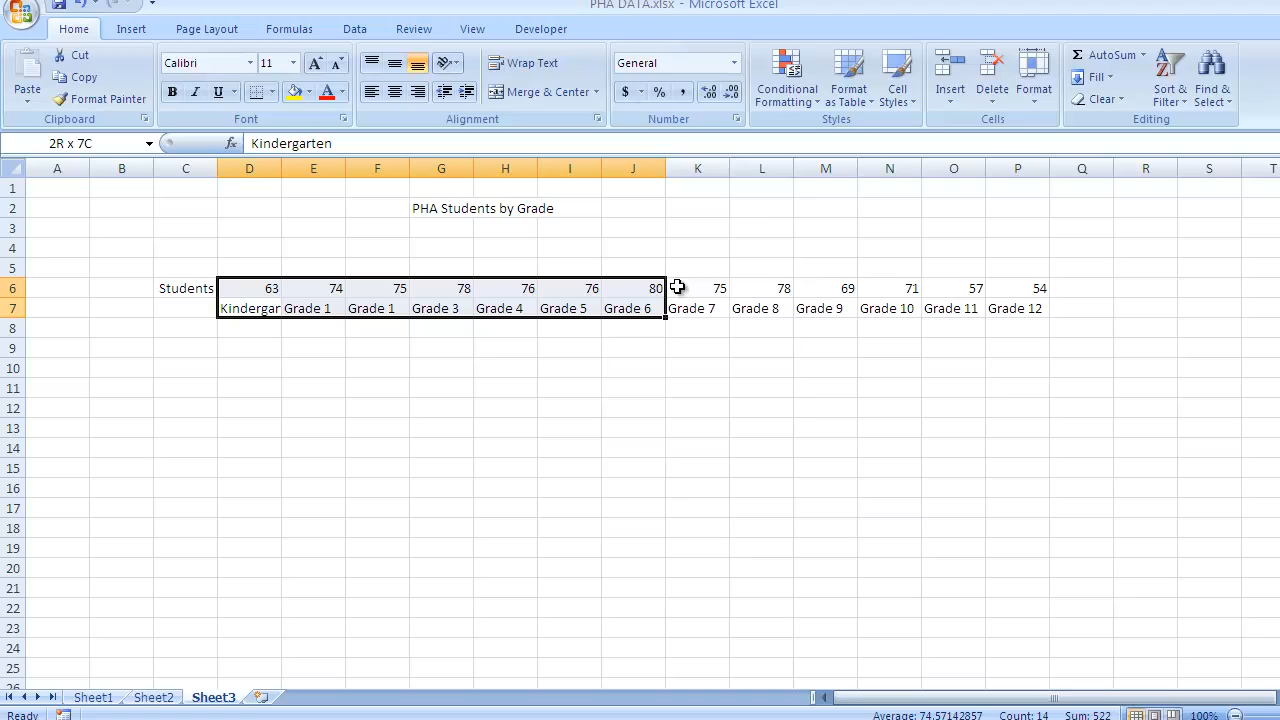 PHA DATA.xlsx - Microsoft Excel
Home Insert Page Layout Formulas Data Review View Developer
Paste Cut Calibri 11 Wrap Text General Conditional Formatting Format as Table Cell Styles Insert Delete Format AutoSum Sort & Filter Find & Select
Copy Fill
Format Painter B I U Merge & Center $ % , Clear
Clipboard Font Alignment Number Styles Cells Editing
2R x 7C fx Kindergarten
A B C D E F G H I J K L M N O P Q R S T
1
2 PHA Students by Grade
3
4
5
6 Students 63 74 75 78 76 76 80 75 78 69 71 57 54
7 Kindergar Grade 1 Grade 1 Grade 3 Grade 4 Grade 5 Grade 6 Grade 7 Grade 8 Grade 9 Grade 10 Grade 11 Grade 12
8
9
10
11
12
13
14
15
16
17
18
19
20
21
22
23
24
25
26
Sheet1 Sheet2 Sheet3
Ready Average: 74.57142857 Count: 14 Sum: 522 100%